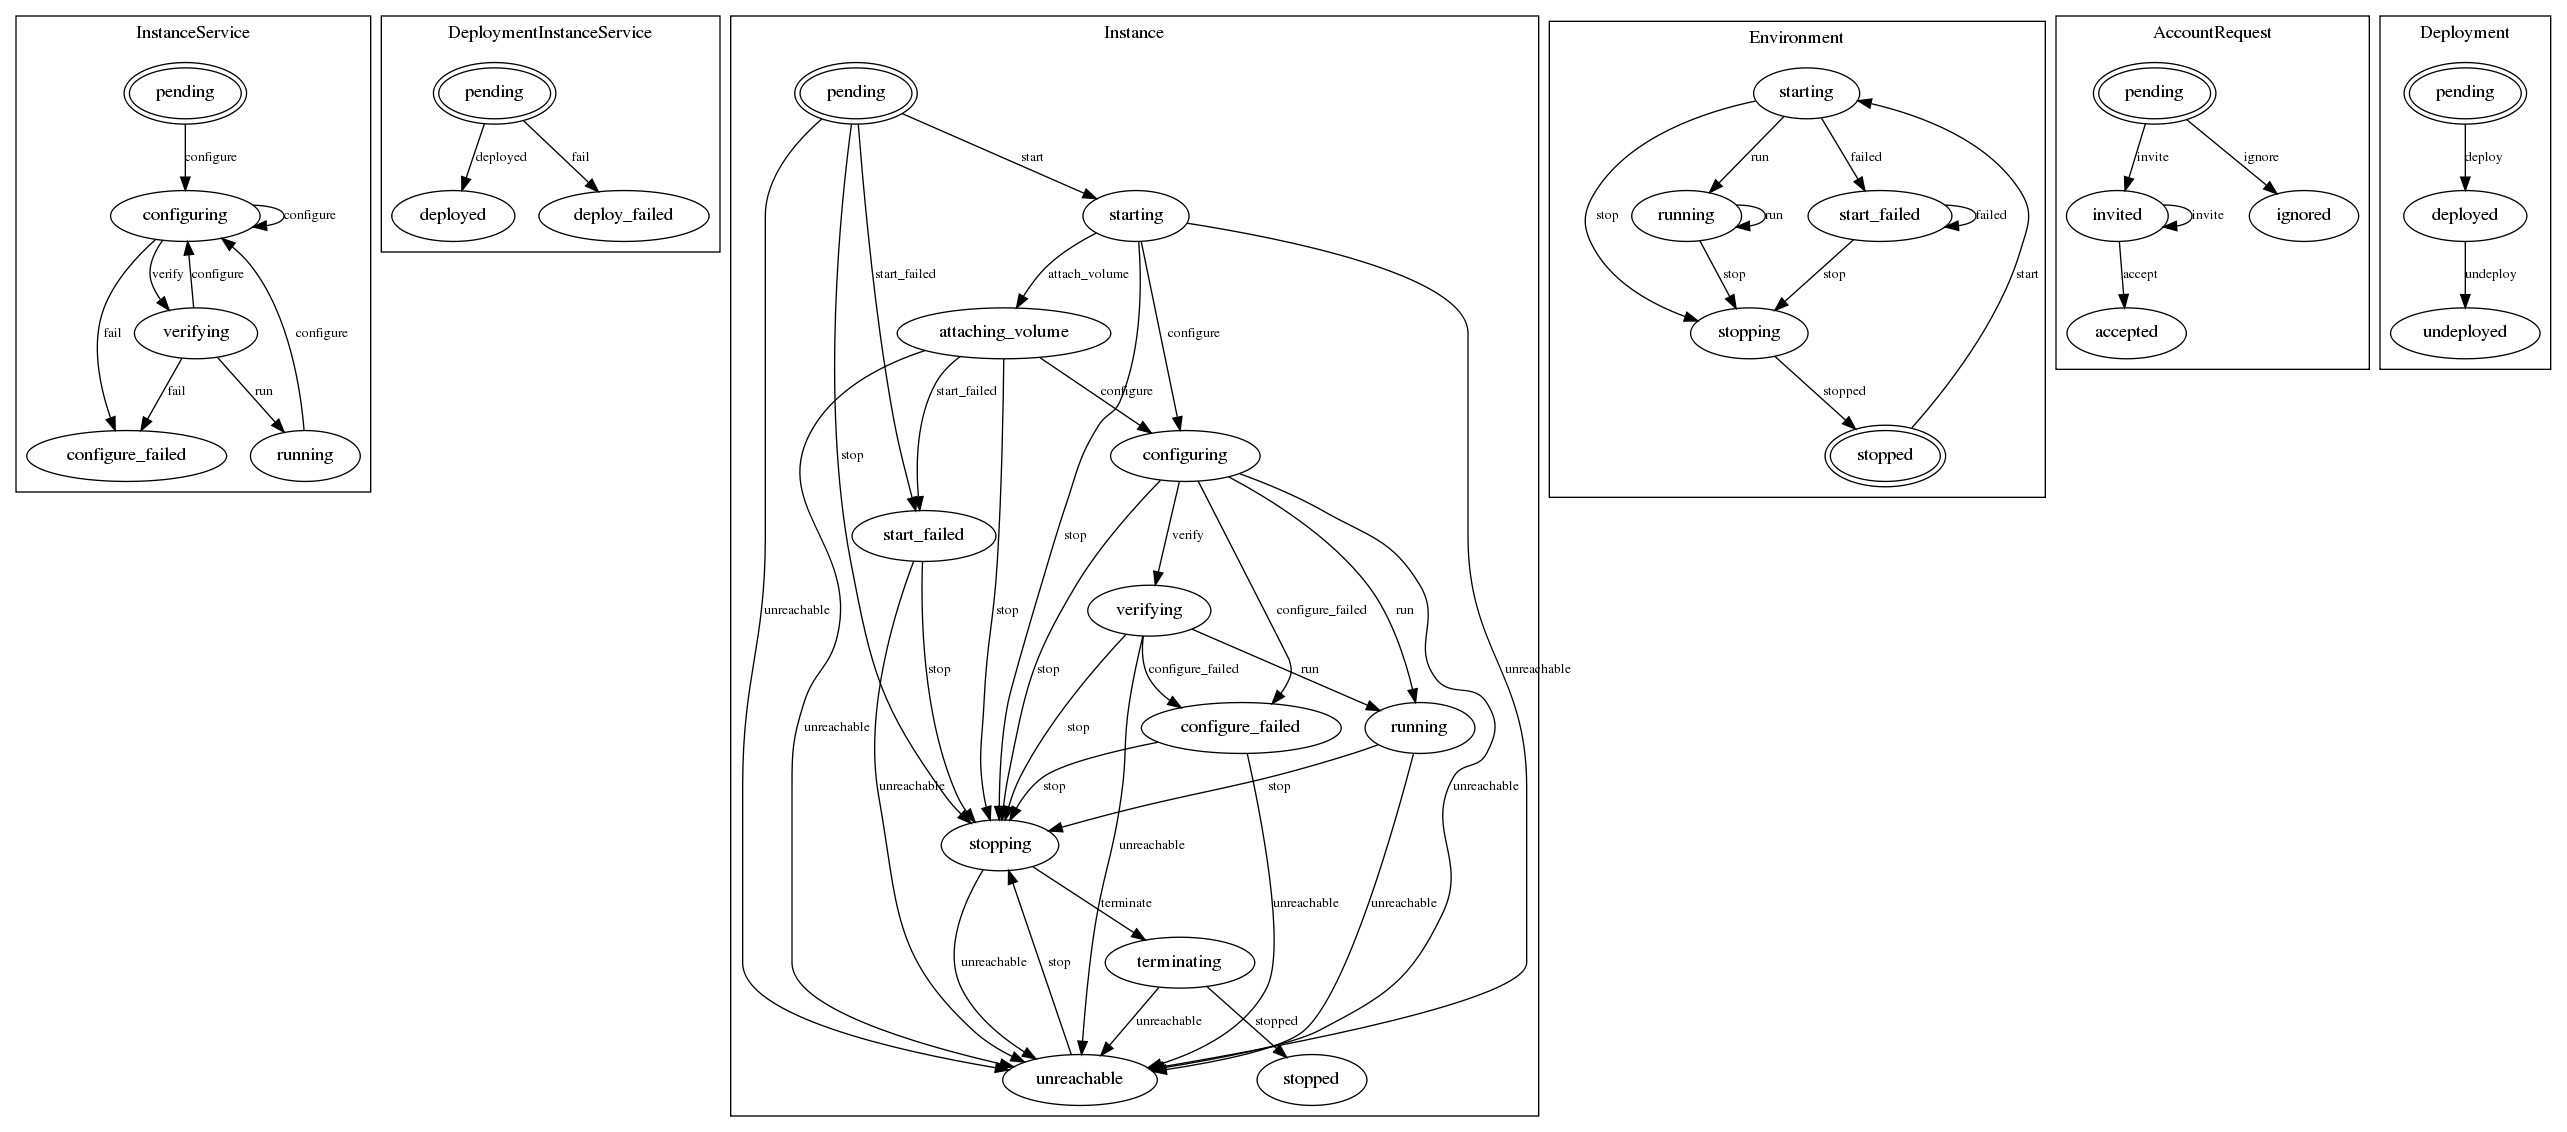 InstanceService
pending
configure
configuring
configure
verify
configure
fail
verifying
configure
fail
run
configure_failed
running
DeploymentInstanceService
pending
deployed
fail
deployed
deploy_failed
Instance
pending
start
starting
start_failed
attach_volume
attaching_volume
configure
start_failed
configure
stop
configuring
start_failed
stop
verify
unreachable
verifying
stop
configure_failed
run
stop
stop
configure_failed
run
unreachable
unreachable
stop
configure_failed
running
unreachable
stop
stop
unreachable
stopping
unreachable
terminate
unreachable
unreachable
unreachable
stop
terminating
unreachable
stopped
unreachable
stopped
Environment
starting
run
failed
stop
running
run
start_failed
failed
stop
stop
start
stopping
stopped
stopped
AccountRequest
pending
invite
ignore
invited
invite
ignored
accept
accepted
Deployment
pending
deploy
deployed
undeploy
undeployed